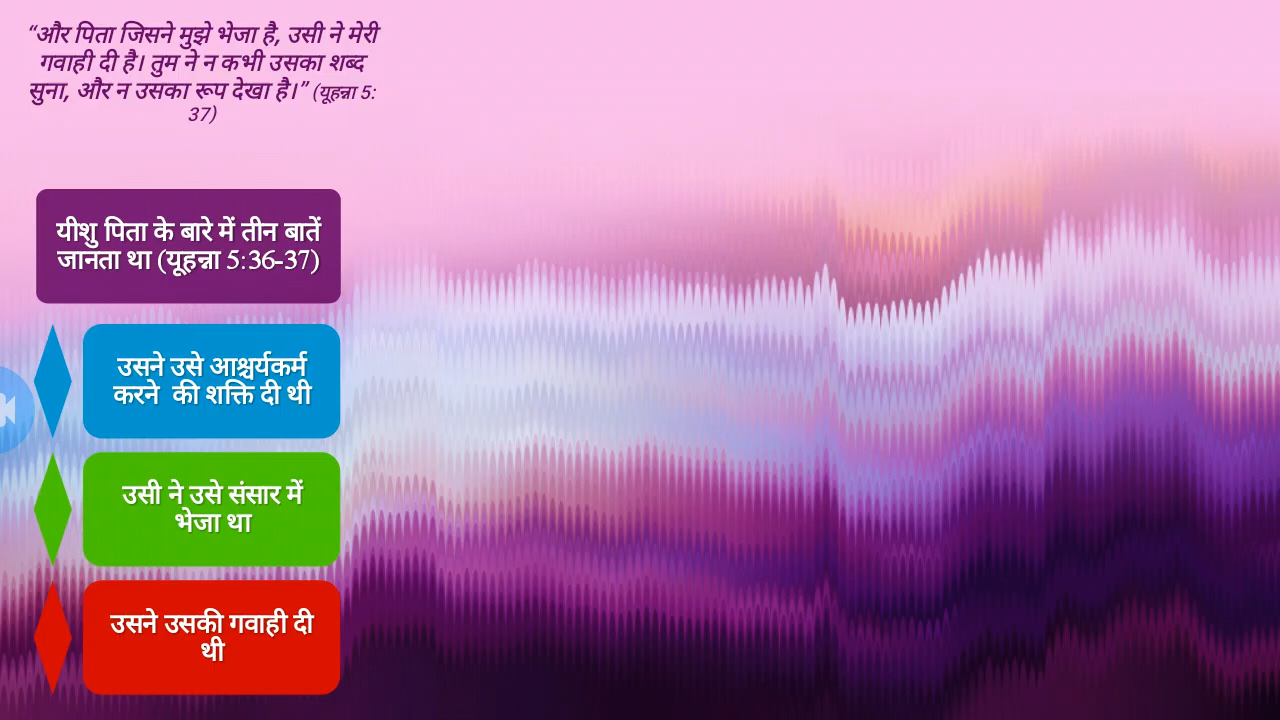 “और पिता जिसने मुझे भेजा है, उसी ने मेरी
गवाही दी है। तुम ने न कभी उसका शब्द
सुना, और न उसका रूप देखा है।” (यूहन्ना 5:
37)
यीशु पिता के बारे में तीन बातें
जानता था (यूहन्ना 5:36-37)
उसने उसे आश्चर्यकर्म
करने  की शक्ति दी थी
उसी ने उसे संसार में
भेजा था
उसने उसकी गवाही दी
थी